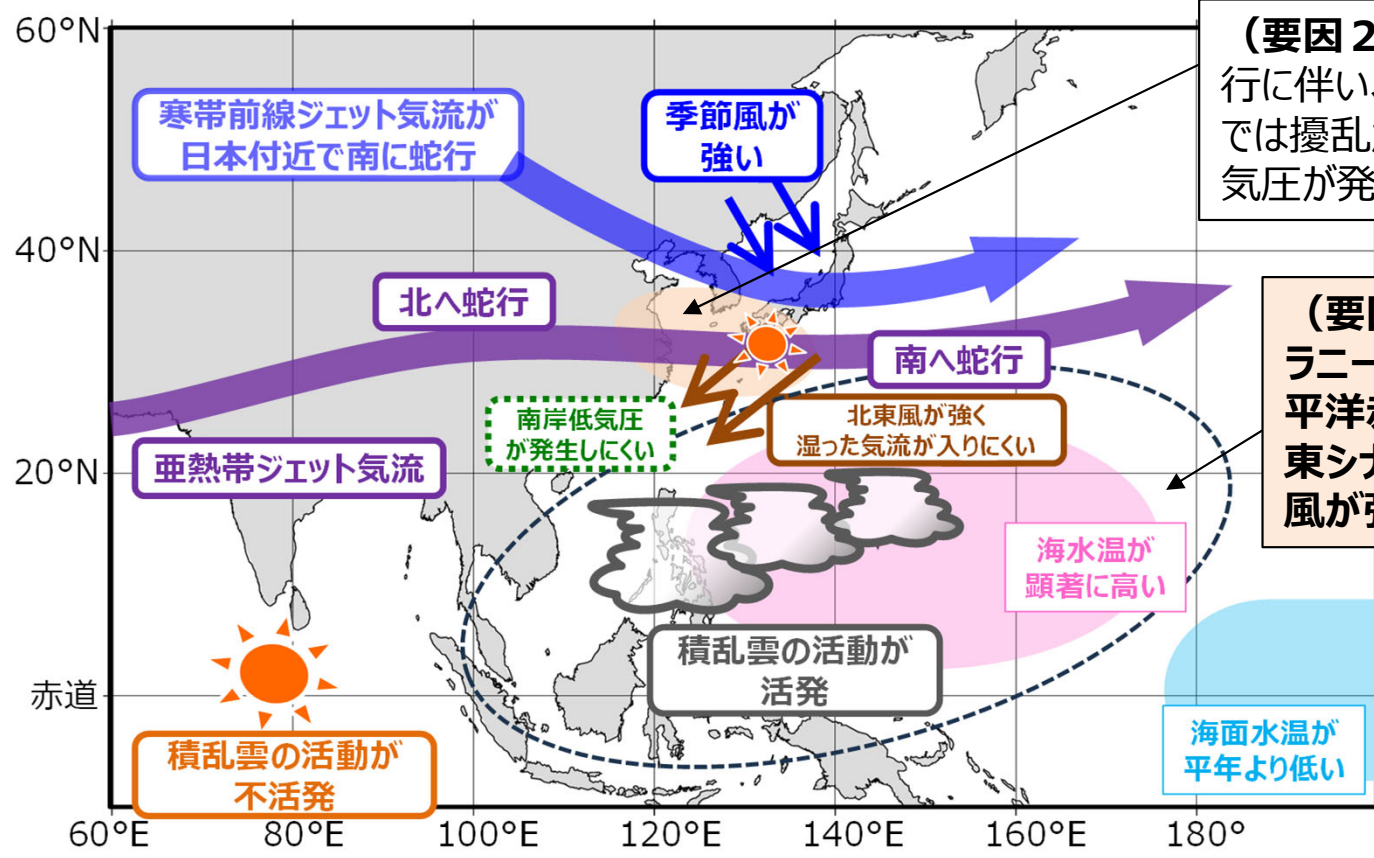 60°N
(要因2
行に伴い、
では擾乱
気圧が発
寒帯前線ジェット気流が
日本付近で南に蛇行
季節風が
強い
40°N
北へ蛇行
南へ蛇行
(要因
ラニー
平洋赤
東シナ
風が強
南岸低気圧
が発生しにくい
北東風が強く
湿った気流が入りにくい
亜熱帯ジェット気流
20°N
海水温が
顕著に高い
積乱雲の活動が
活発
赤道
海面水温が
平年より低い
積乱雲の活動が
不活発
60°E
80°E
100°E
120°E
140°E
160°E
180°